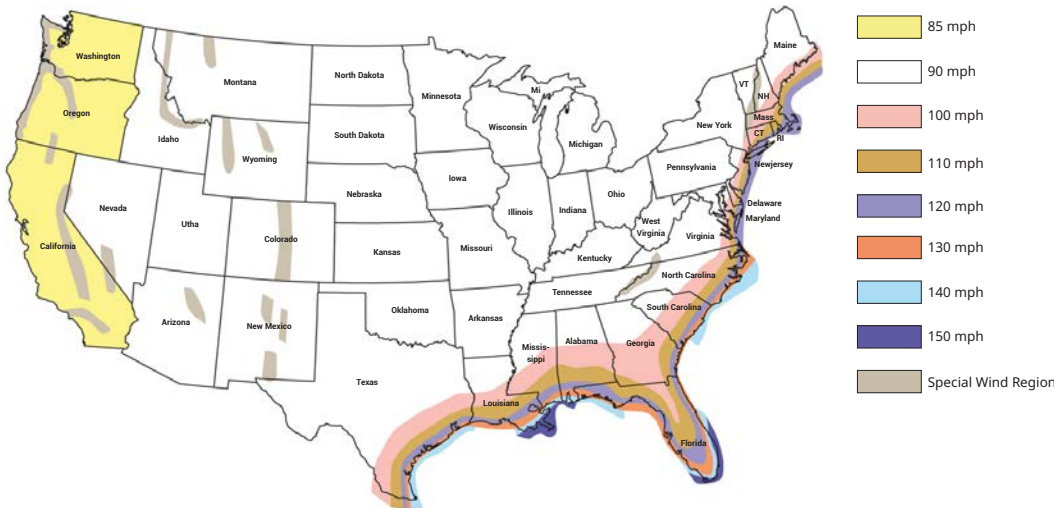 Washington
Oregon
California
Idaho
Nevada
Montana
Wyoming
Utha
Arizona
Colorado
New Mexico
North Dakota
South Dakota
Nebraska
Kansas
Oklahoma
Texas
Minnesota
Iowa
Missouri
Arkansas
Louisiana
Wisconsin
Illinois
Mi
Michigan
Indiana
Ohio
Kentucky
Tennessee
Missis-
sippi
Alabama
Georgia
Florida
South Carolina
North Carolina
Virginia
West
Virginia
Pennsylvania
New York
VT
NH
Maine
Mass
CT
RI
Newjersey
Delaware
Maryland
85 mph
90 mph
100 mph
110 mph
120 mph
130 mph
140 mph
150 mph
Special Wind Region